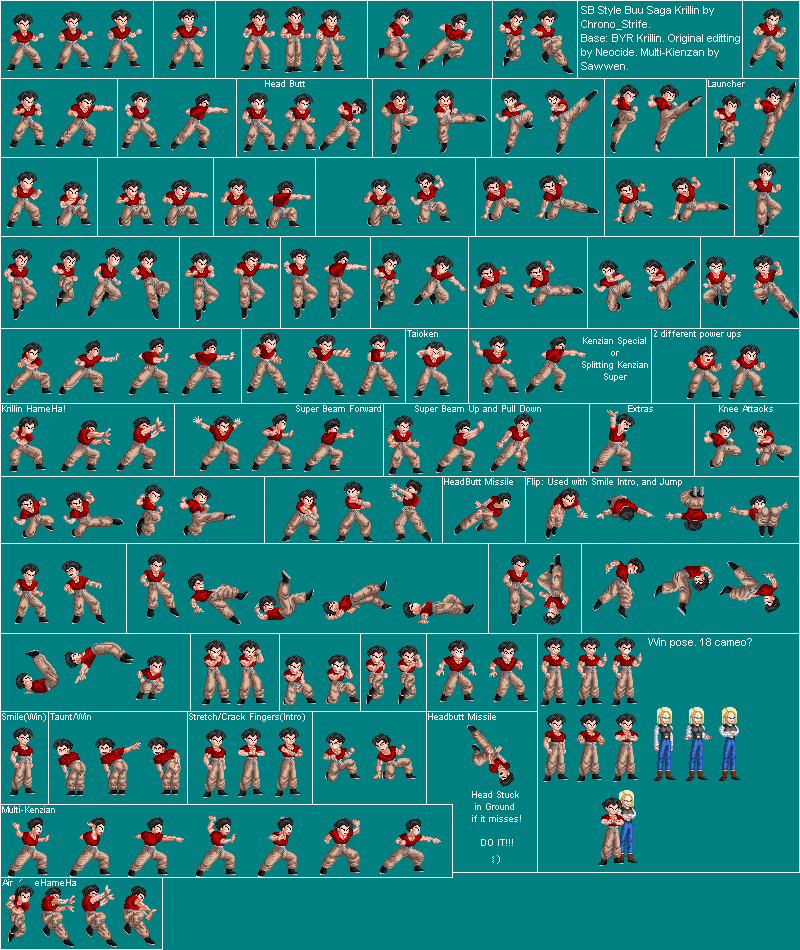 SB Style Buu Saga Krillin by
Chrono_Strife.
Base: BYR Krillin. Original editting
by Neocide. Multi-Kienzan by
Sawwen.
Head Butt
Launcher
Taioken
Kenzian Special
or
Splitting Kenzian
Super
2 different power ups
Krillin HameHa!
Super Beam Forward
Super Beam Up and Pull Down
Extras
Knee Attacks
HeadButt Missile
Flip: Used with Smile Intro, and Jump
Win pose. 18 cameo?
Smile(Win)
Taunt/Win
Stretch/Crack Fingers(Intro)
Headbutt Missile
Head Stuck
in Ground
if it misses!
DO IT!!!
:)
Multi-Kenzian
Air eHameHa